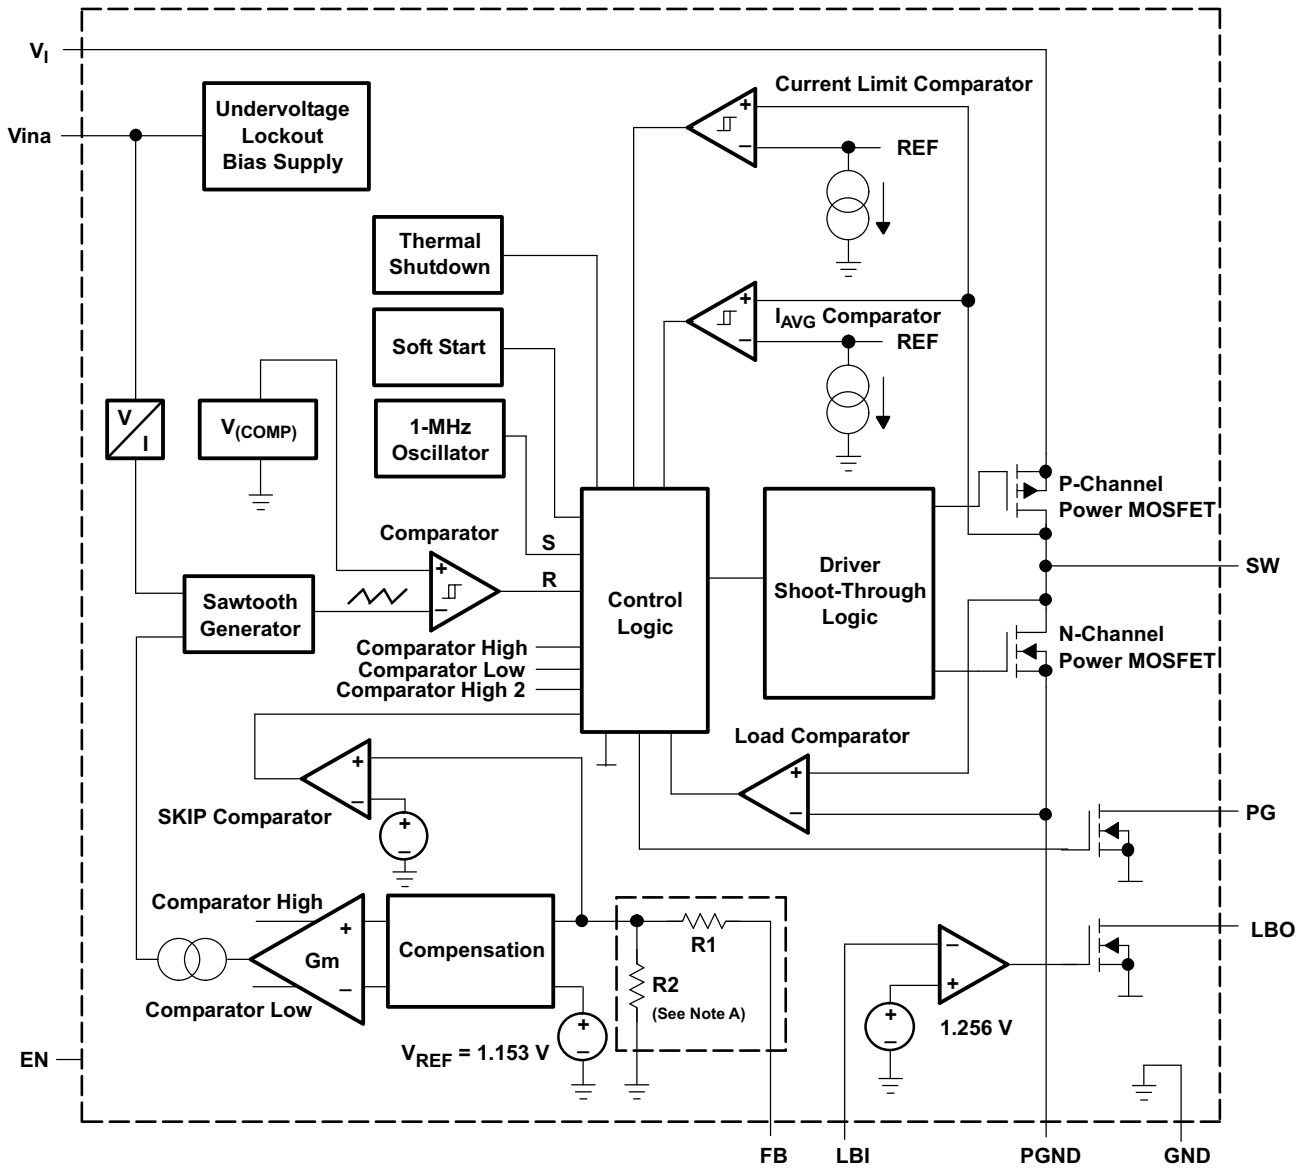 V_I
Current Limit Comparator
Undervoltage
Lockout
Bias Supply
Vina
+
−
REF
Thermal
Shutdown
+
I_AVG Comparator
−
REF
Soft Start
V
I
V(COMP)
1-MHz
Oscillator
P-Channel
Power MOSFET
Comparator
S
R
+
−
SW
Sawtooth
Generator
Control
Logic
Driver
Shoot-Through
Logic
N-Channel
Power MOSFET
Comparator High
Comparator Low
Comparator High 2
Load Comparator
+
−
+
−
SKIP Comparator
+
−
PG
Comparator High
+
Gm
−
Comparator Low
Compensation
R1
R2
(See Note A)
V_REF = 1.153 V
+
−
−
+
+
−
1.256 V
LBO
EN
FB
LBI
PGND
GND